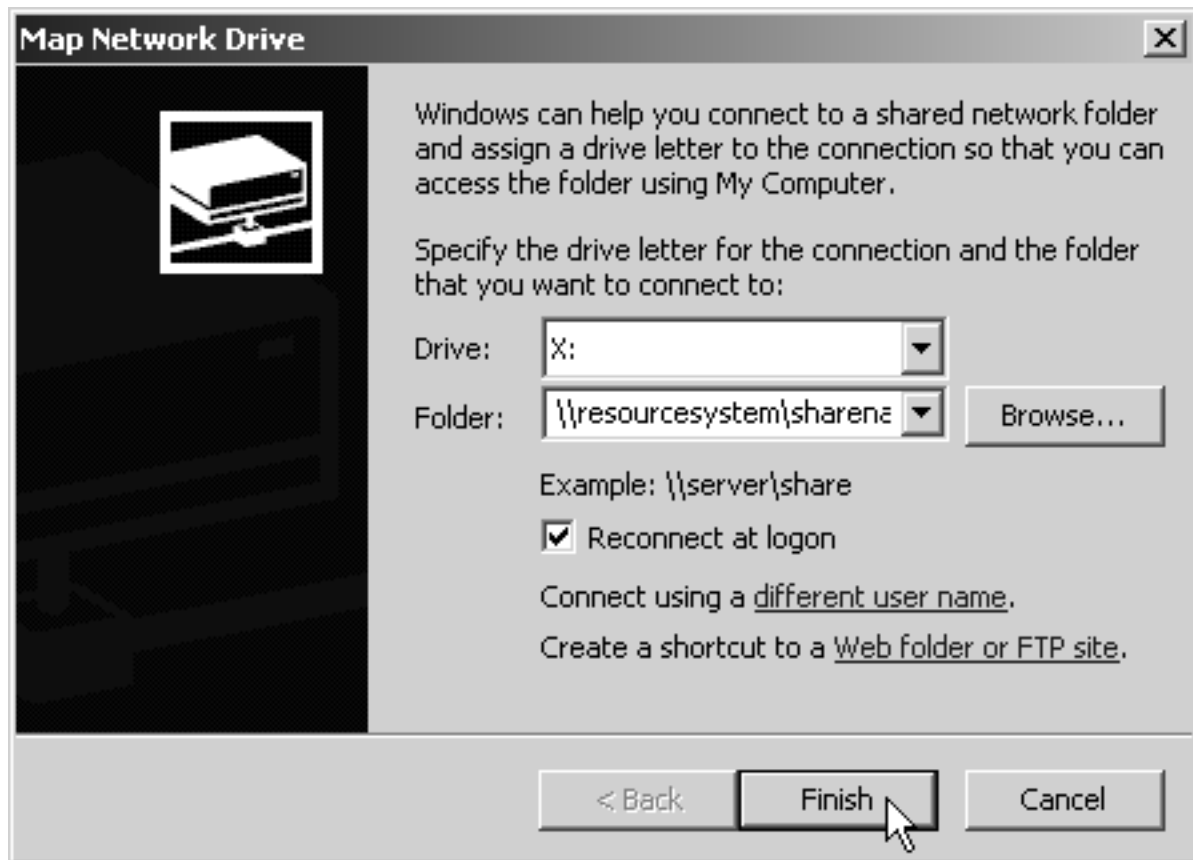 Map Network Drive
Windows can help you connect to a shared network folder
and assign a drive letter to the connection so that you can
access the folder using My Computer.
Specify the drive letter for the connection and the folder
that you want to connect to:
Drive: X:
Folder: \\resourcesystem\sharena Browse...
Example: \\server\share
Reconnect at logon
Connect using a different user name.
Create a shortcut to a Web folder or FTP site.
< Back Finish Cancel